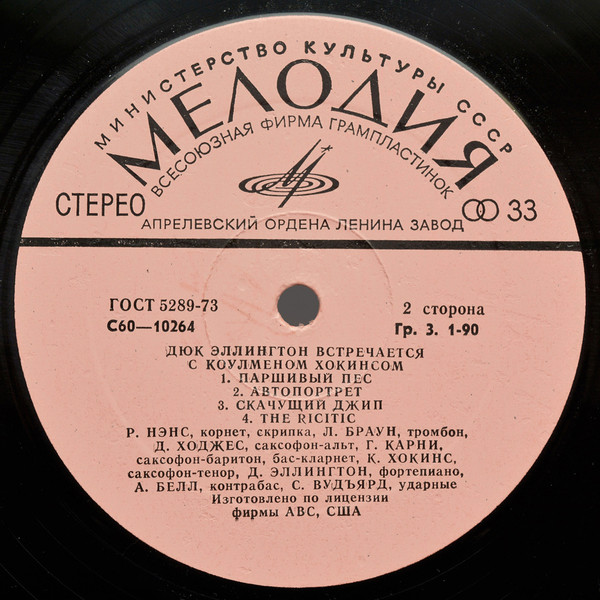 МИНИСТЕРСТВО КУЛЬТУРЫ СССР
МЕЛОДИЯ
ВСЕСОЮЗНАЯ ФИРМА ГРАМПЛАСТИНОК
СТЕРЕО
33
АПРЕЛЕВСКИЙ ОРДЕНА ЛЕНИНА ЗАВОД
ГОСТ 5289-73
2 сторона
С60—10264
Гр. 3. 1-90
ДЮК ЭЛЛИНГТОН ВСТРЕЧАЕТСЯ
С КОУЛМЕНОМ ХОКИНСОМ
1. ПАРШИВЫЙ ПЕС
2. АВТОПОРТРЕТ
3. СКАЧУЩИЙ ДЖИП
4. THE RICITIC
Р. НЭНС, корнет, скрипка, Л. БРАУН, тромбон,
Д. ХОДЖЕС, саксофон-альт, Г. КАРНИ,
саксофон-баритон, бас-кларнет, К. ХОКИНС,
саксофон-тенор, Д. ЭЛЛИНГТОН, фортепиано,
А. БЕЛЛ, контрабас, С. ВУДЪЯРД, ударные
Изготовлено по лицензии
фирмы АВС, США